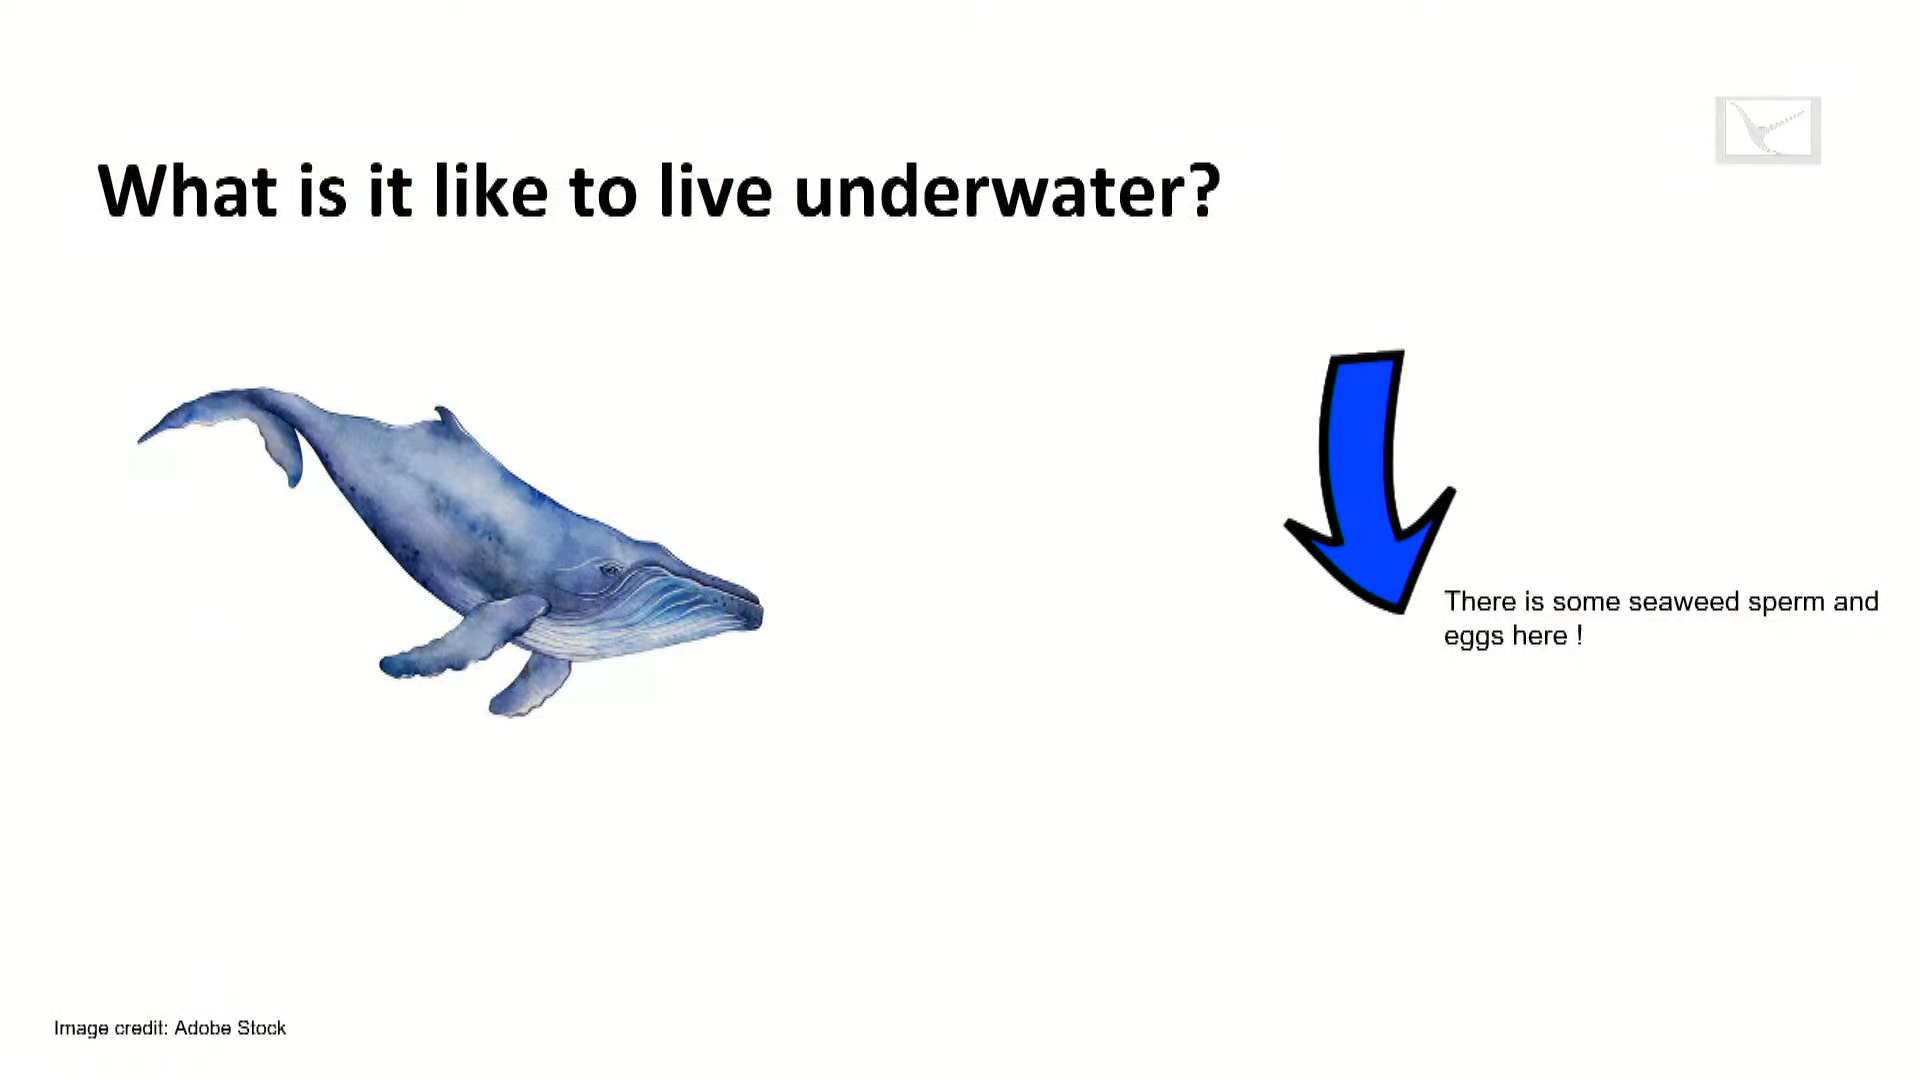 What is it like to live underwater?
There is some seaweed sperm and
eggs here !
Image credit: Adobe Stock